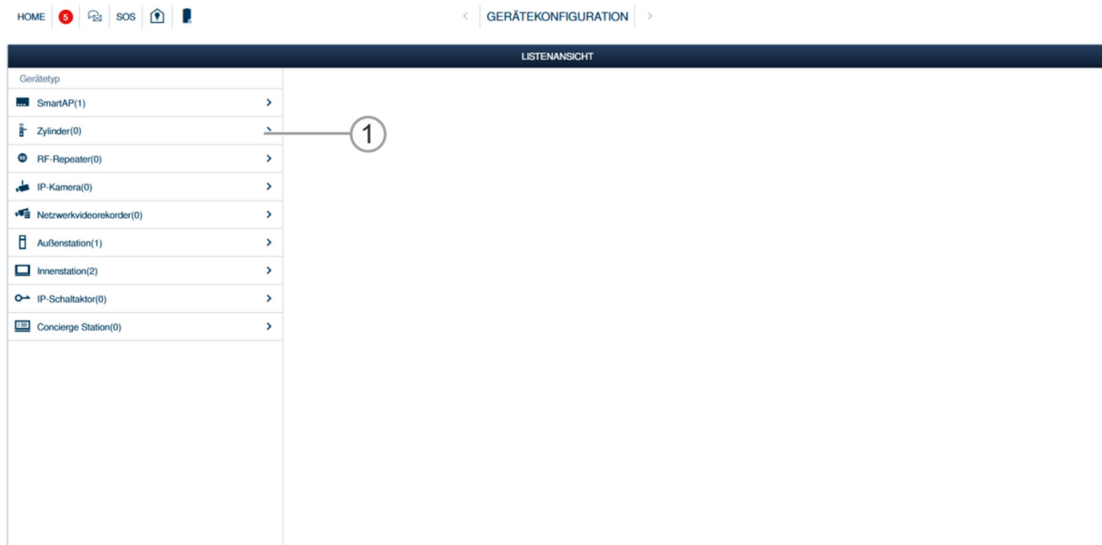 HOME 5 SOS < GERÄTEKONFIGURATION >
LISTENANSICHT
Gerätetyp
SmartAP(1)
Zylinder(0)
1
RF-Repeater(0)
IP-Kamera(0)
Netzwerkvideorekorder(0)
Außenstation(1)
Innenstation(2)
IP-Schaltaktor(0)
Concierge Station(0)